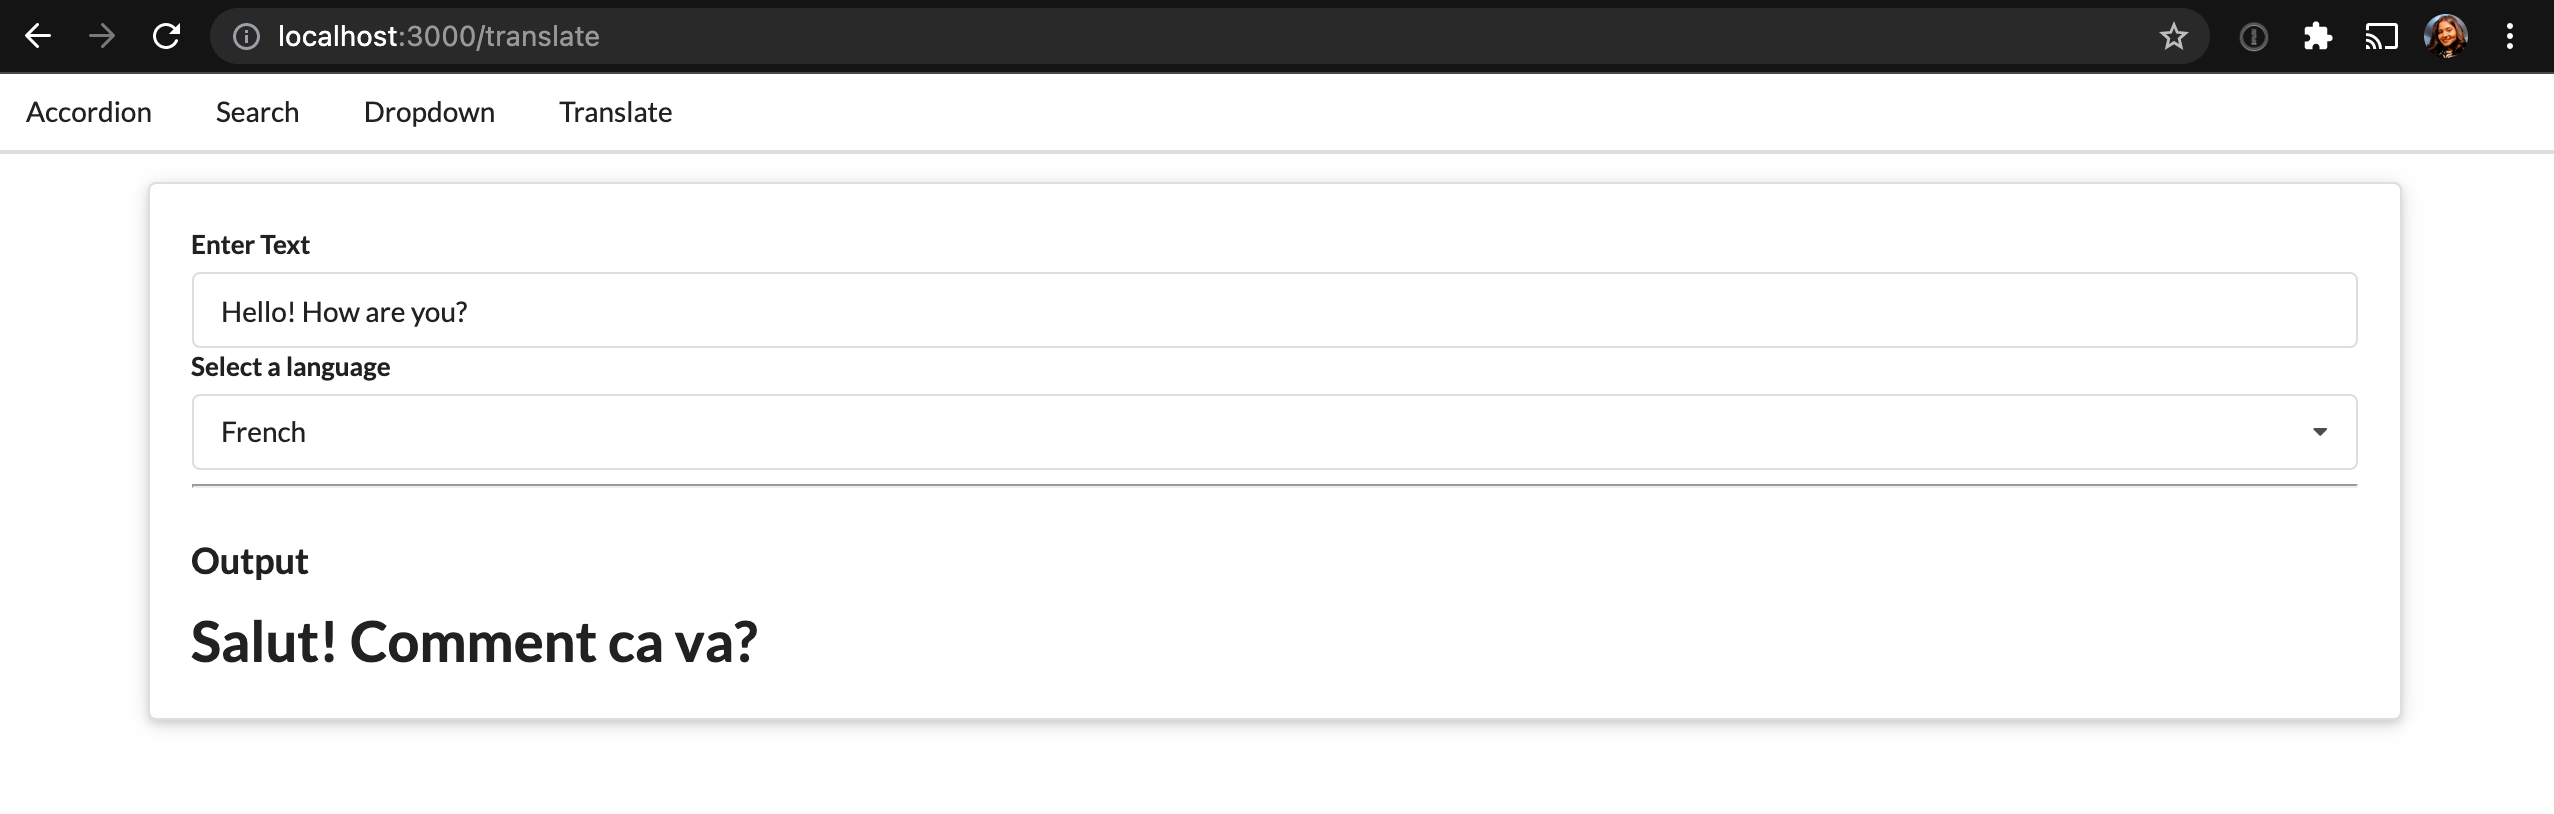 localhost:3000/translate
Accordion Search Dropdown Translate
Enter Text
Hello! How are you?
Select a language
French
Output
Salut! Comment ca va?